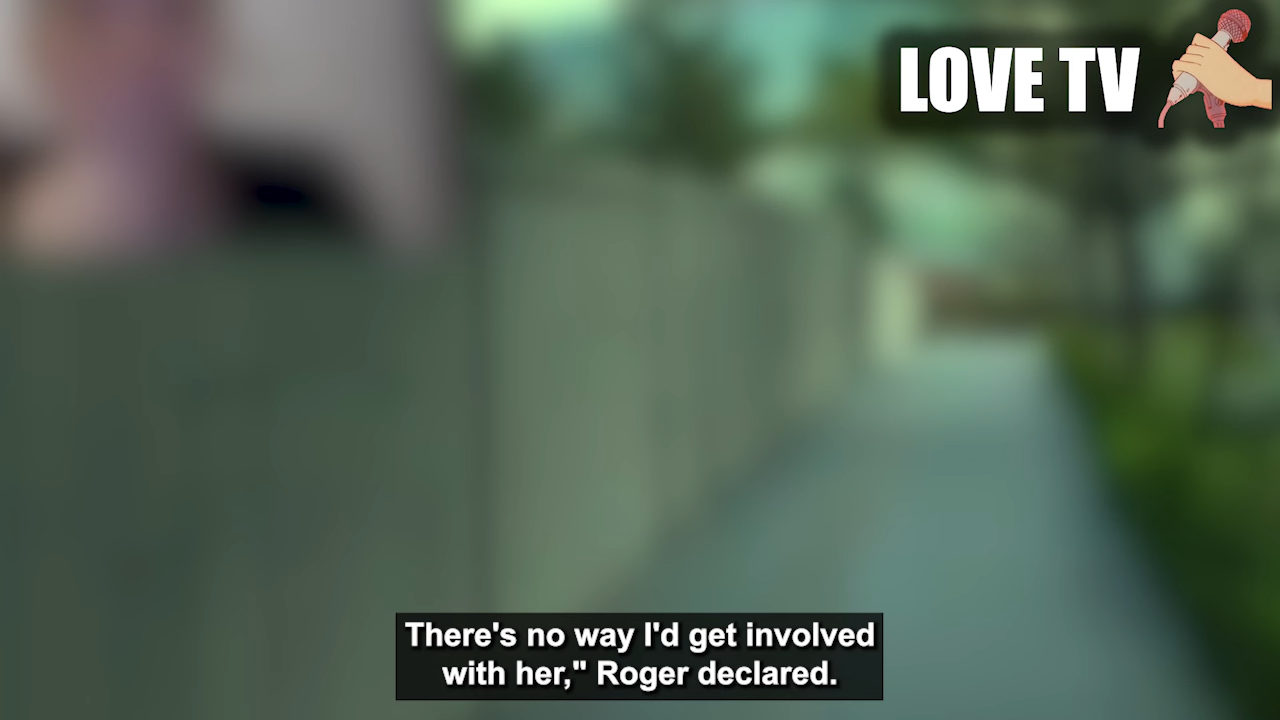 LOVE TV
There's no way I'd get involved
with her," Roger declared.